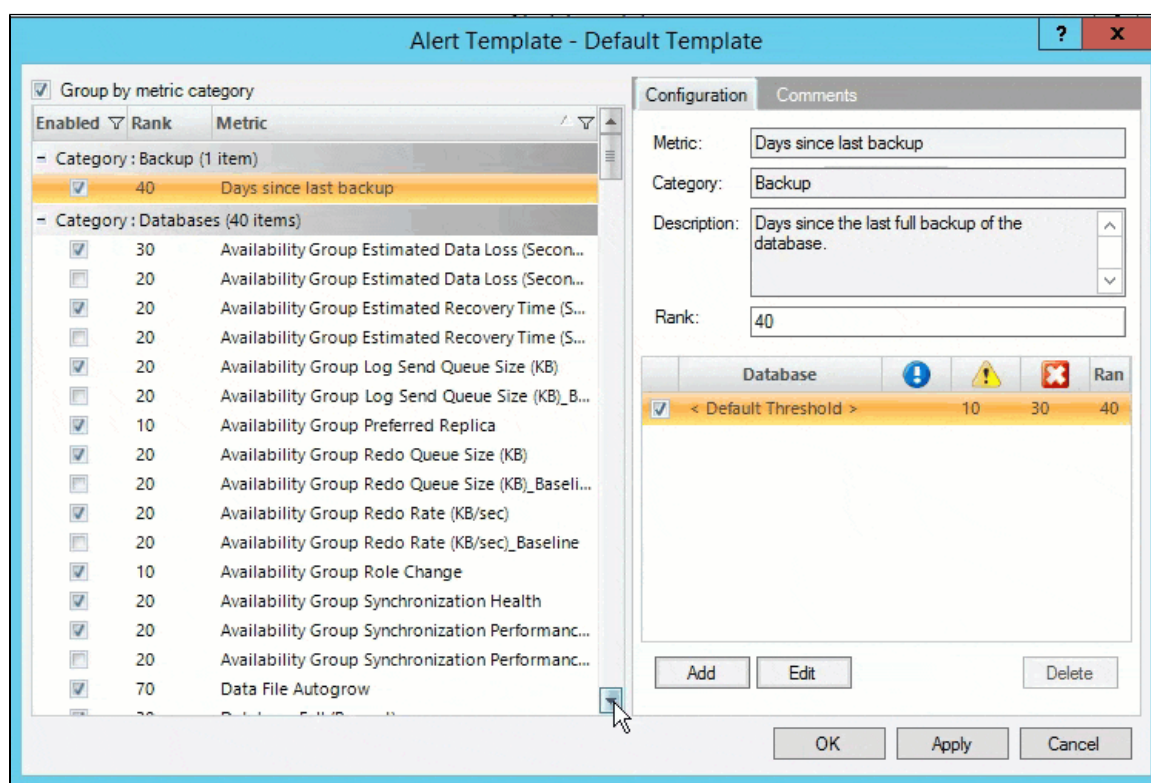 Alert Template - Default Template
? x
Group by metric category
Enabled Rank Metric
- Category : Backup (1 item)
40 Days since last backup
- Category : Databases (40 items)
30 Availability Group Estimated Data Loss (Secon...
20 Availability Group Estimated Data Loss (Secon...
20 Availability Group Estimated Recovery Time (S...
20 Availability Group Estimated Recovery Time (S...
20 Availability Group Log Send Queue Size (KB)
20 Availability Group Log Send Queue Size (KB)_B...
10 Availability Group Preferred Replica
20 Availability Group Redo Queue Size (KB)
20 Availability Group Redo Queue Size (KB)_Baseli...
20 Availability Group Redo Rate (KB/sec)
20 Availability Group Redo Rate (KB/sec)_Baseline
10 Availability Group Role Change
20 Availability Group Synchronization Health
20 Availability Group Synchronization Performanc...
20 Availability Group Synchronization Performanc...
70 Data File Autogrow
Configuration Comments
Metric: Days since last backup
Category: Backup
Description: Days since the last full backup of the
database.
Rank: 40
Database Ran
< Default Threshold > 10 30 40
Add Edit Delete
OK Apply Cancel